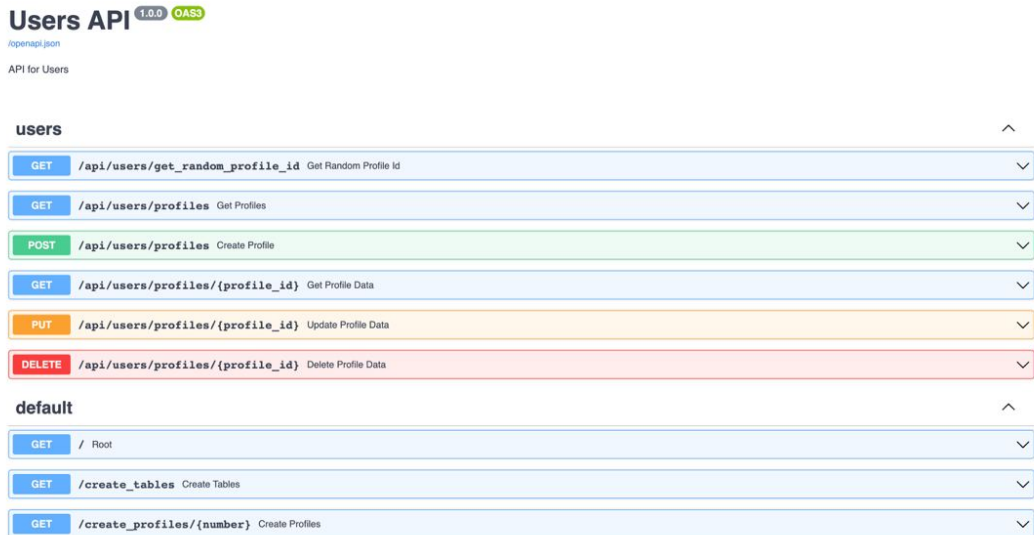 Users API 1.0.0 OAS3
/openapi.json
API for Users
users
GET /api/users/get_random_profile_id Get Random Profile Id
GET /api/users/profiles Get Profiles
POST /api/users/profiles Create Profile
GET /api/users/profiles/{profile_id} Get Profile Data
PUT /api/users/profiles/{profile_id} Update Profile Data
DELETE /api/users/profiles/{profile_id} Delete Profile Data
default
GET / Root
GET /create_tables Create Tables
GET /create_profiles/{number} Create Profiles